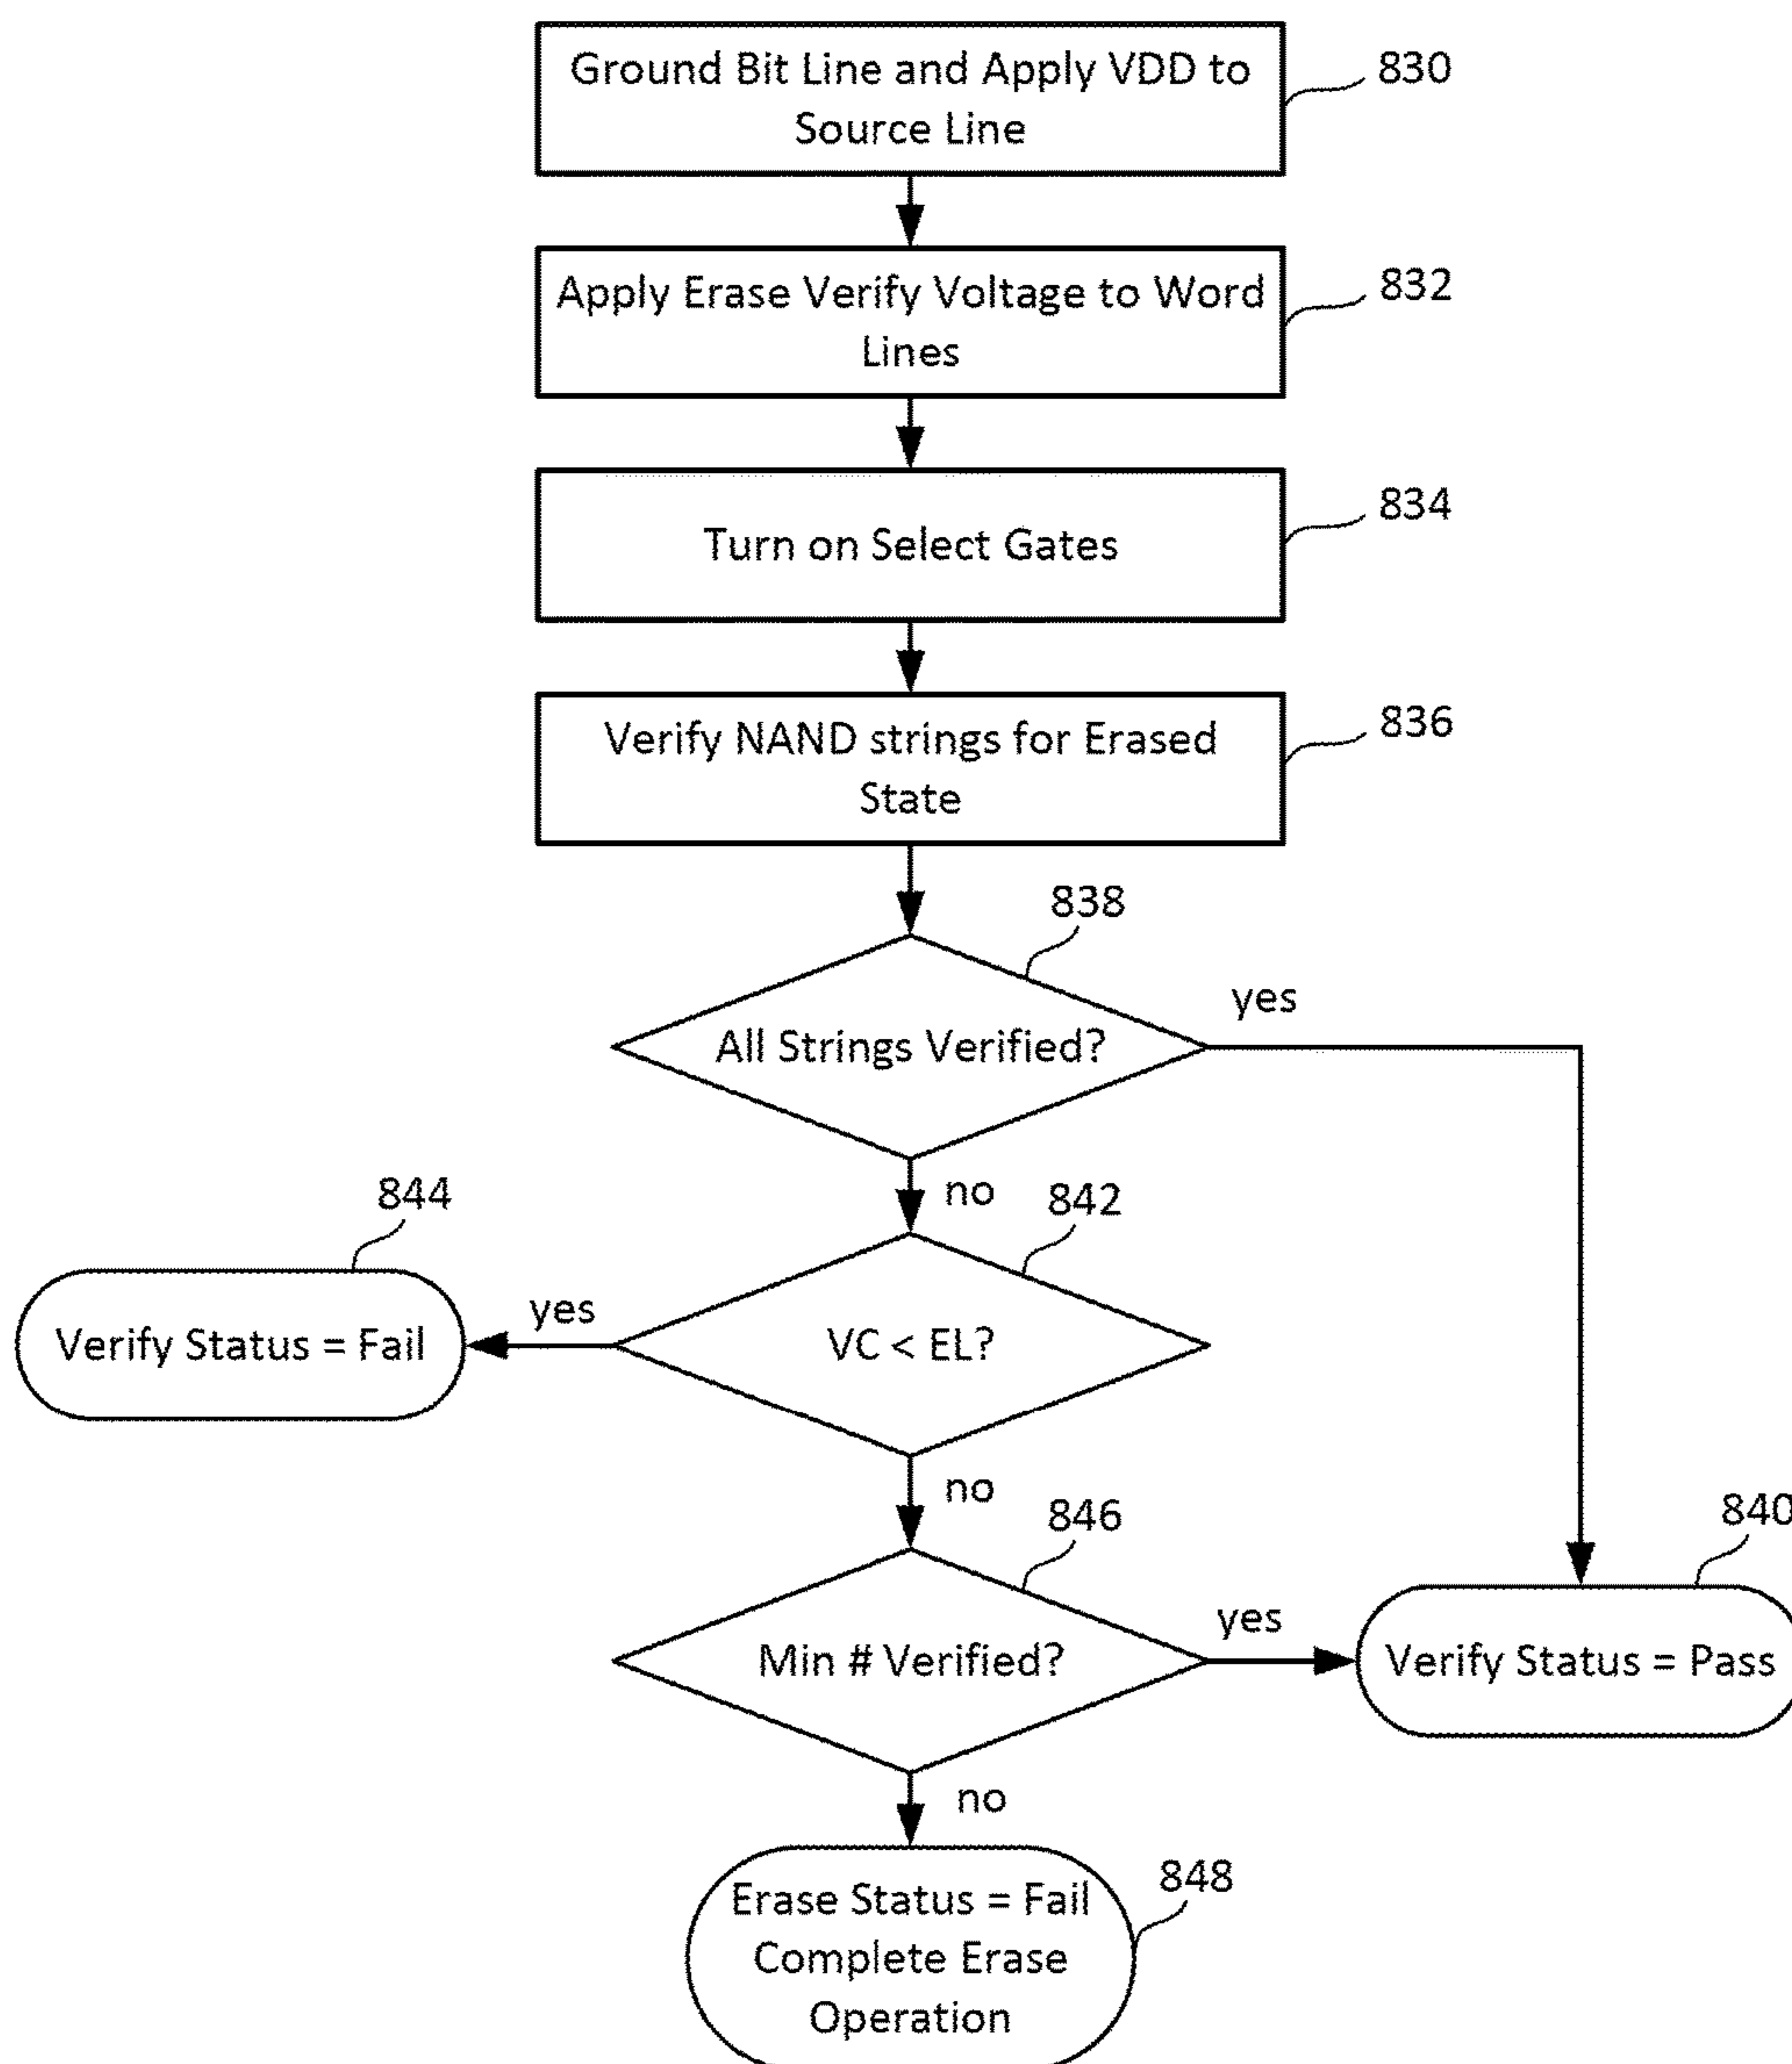 Ground Bit Line and Apply VDD to
Source Line
830
Apply Erase Verify Voltage to Word
Lines
832
Turn on Select Gates
834
Verify NAND strings for Erased
State
836
838
All Strings Verified?
yes
no
842
844
VC < EL?
yes
Verify Status = Fail
no
846
840
Min # Verified?
yes
Verify Status = Pass
no
848
Erase Status = Fail
Complete Erase
Operation